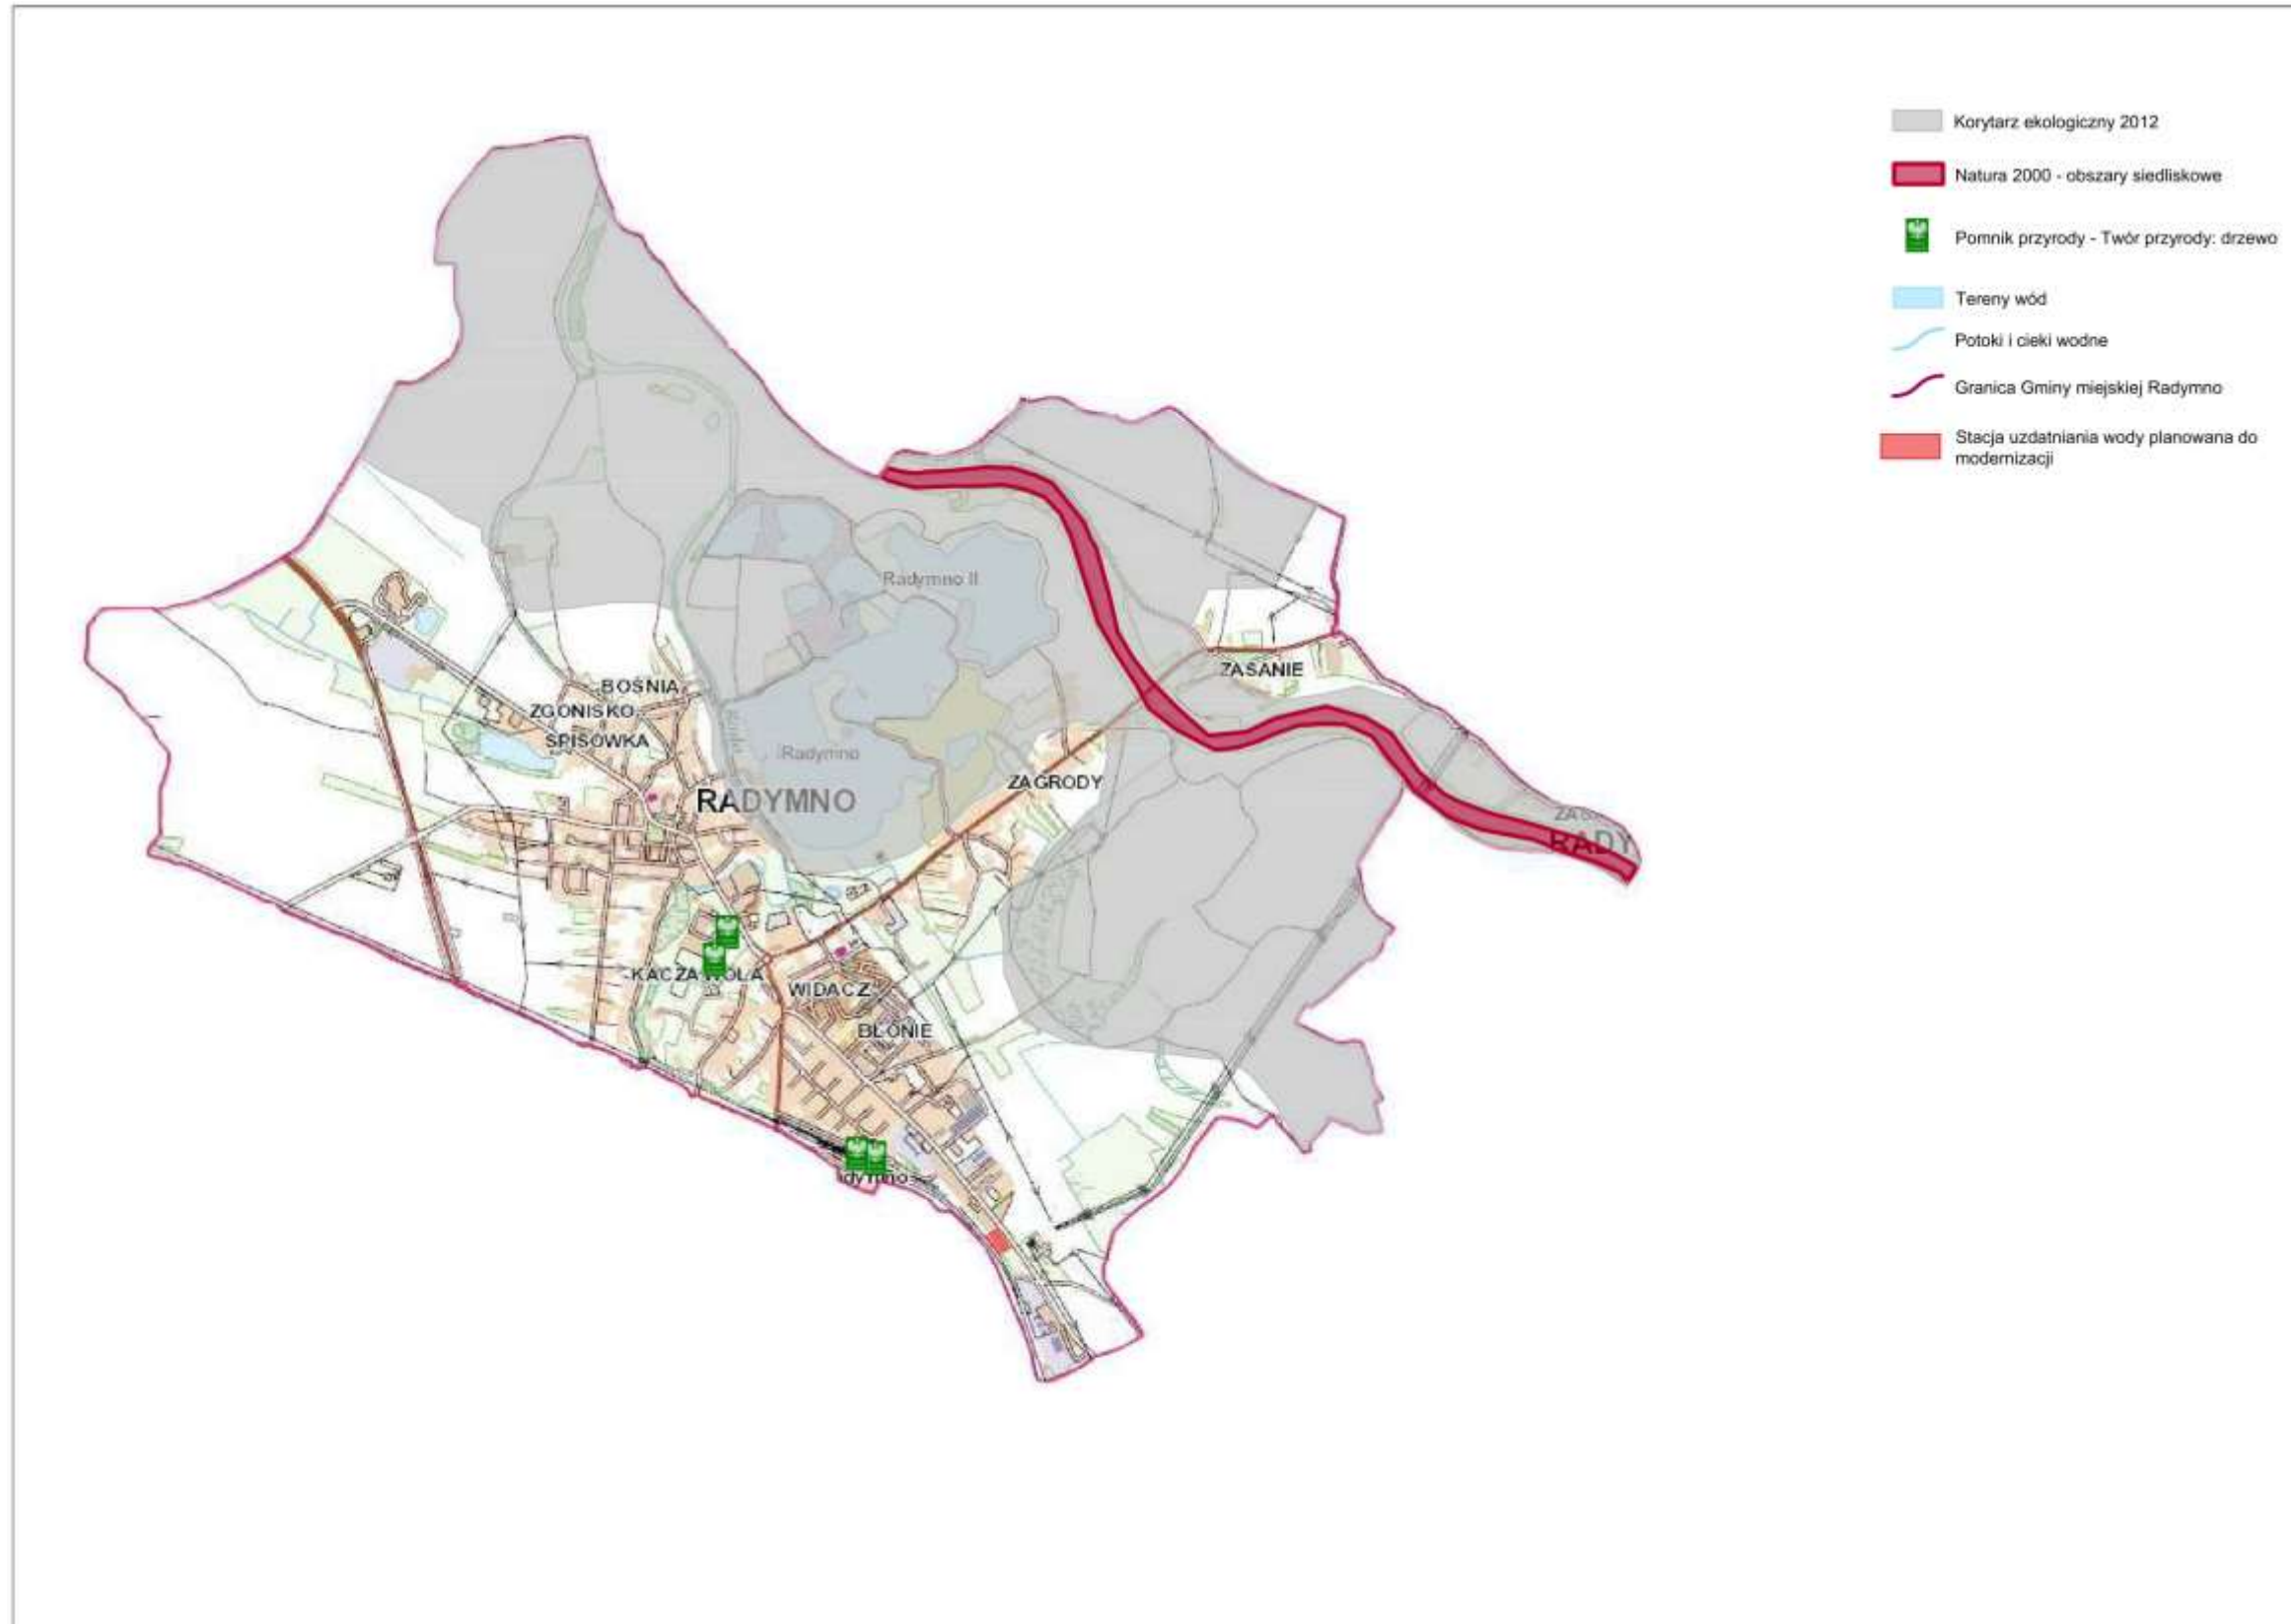 Korytarz ekologiczny 2012
Natura 2000 - obszary siedliskowe
Pomnik przyrody - Twór przyrody: drzewo
Tereny wód
Potoki i cieki wodne
Granica Gminy miejskiej Radymno
Stacja uzdatniania wody planowana do
modernizacji
Radymno II
ZASANIE
BOŚNIA
ZGONISKO
SPISÓWKA
Radymno
ZAGRODY
RADYMNO
RADY
KACZA WOLA
WIDACZ
BŁONIE